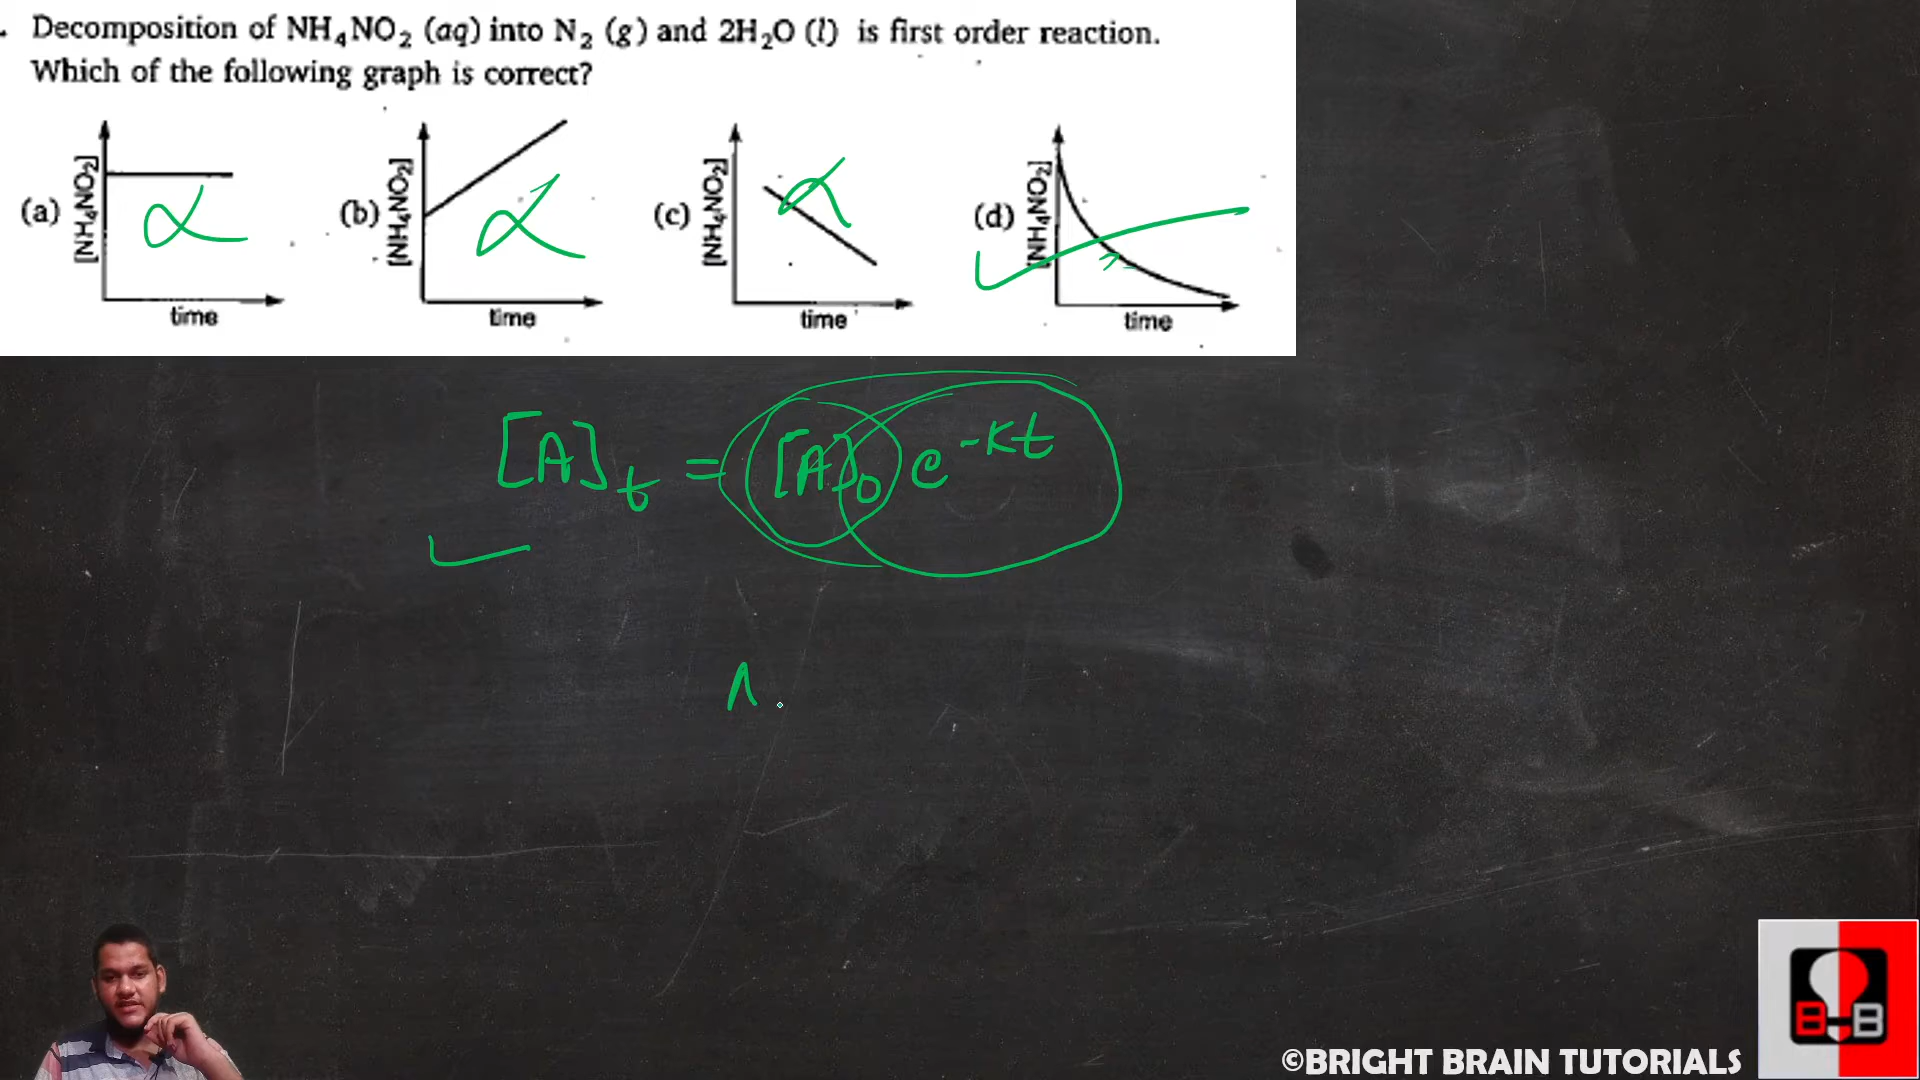 Decomposition of NH₄NO₂ (aq) into N₂ (g) and 2H₂O (l) is first order reaction.
Which of the following graph is correct?
(a) [NH₄NO₂] time
(b) [NH₄NO₂] time
(c) [NH₄NO₂] time
(d) [NH₄NO₂] time
[A]ₜ = [A]₀ e^-Kt
B B
©BRIGHT BRAIN TUTORIALS